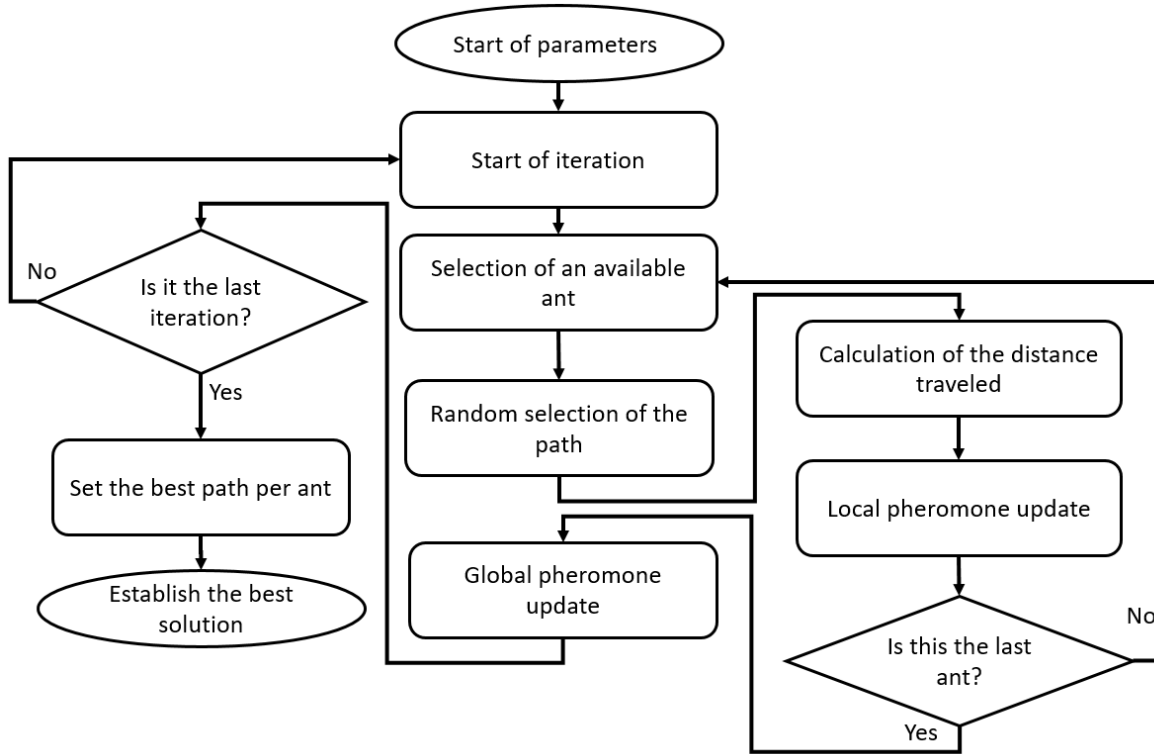 Start of parameters
Start of iteration
Selection of an available
ant
Random selection of the
path
Calculation of the distance
traveled
Local pheromone update
Is this the last
ant?
No
Yes
Global pheromone
update
Is it the last
iteration?
No
Yes
Set the best path per ant
Establish the best
solution